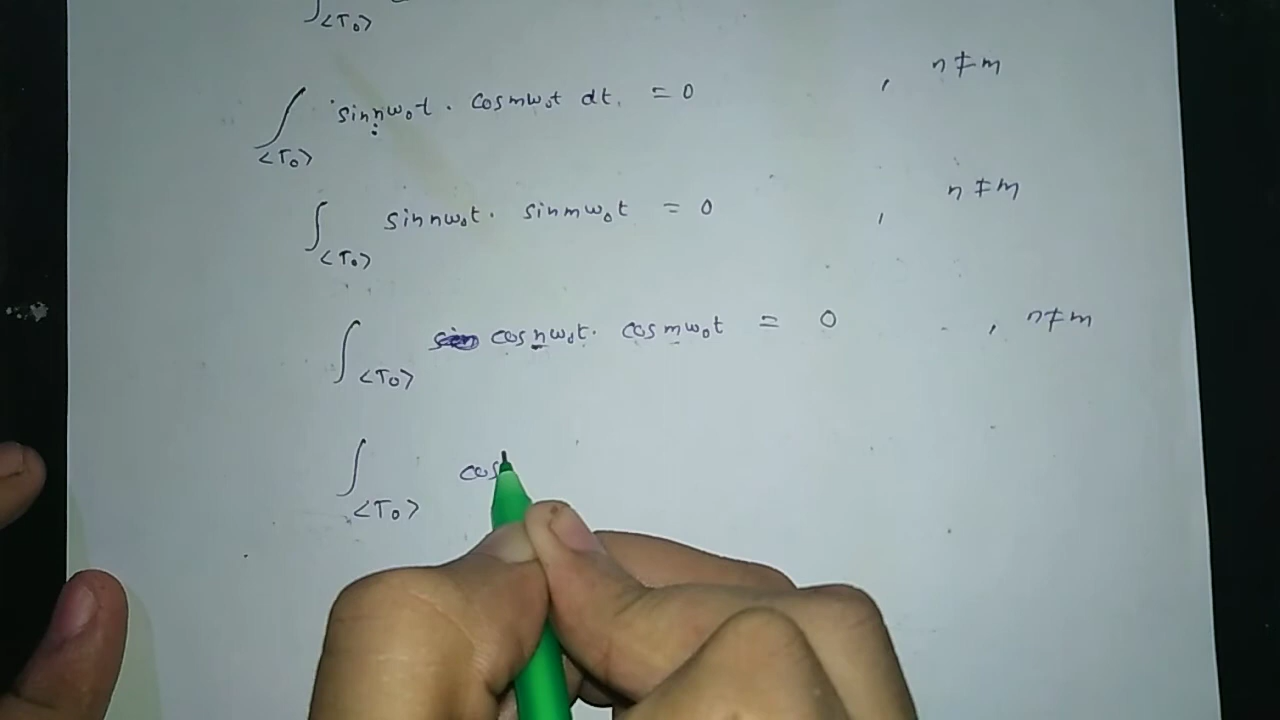 ∫<T₀>
∫<T₀> sin nω₀t . cos mω₀t dt = 0 , n≠m
∫<T₀> sin nω₀t . sin mω₀t = 0 , n≠m
∫<T₀> cos nω₀t . cos mω₀t = 0 , n≠m
∫<T₀> cos